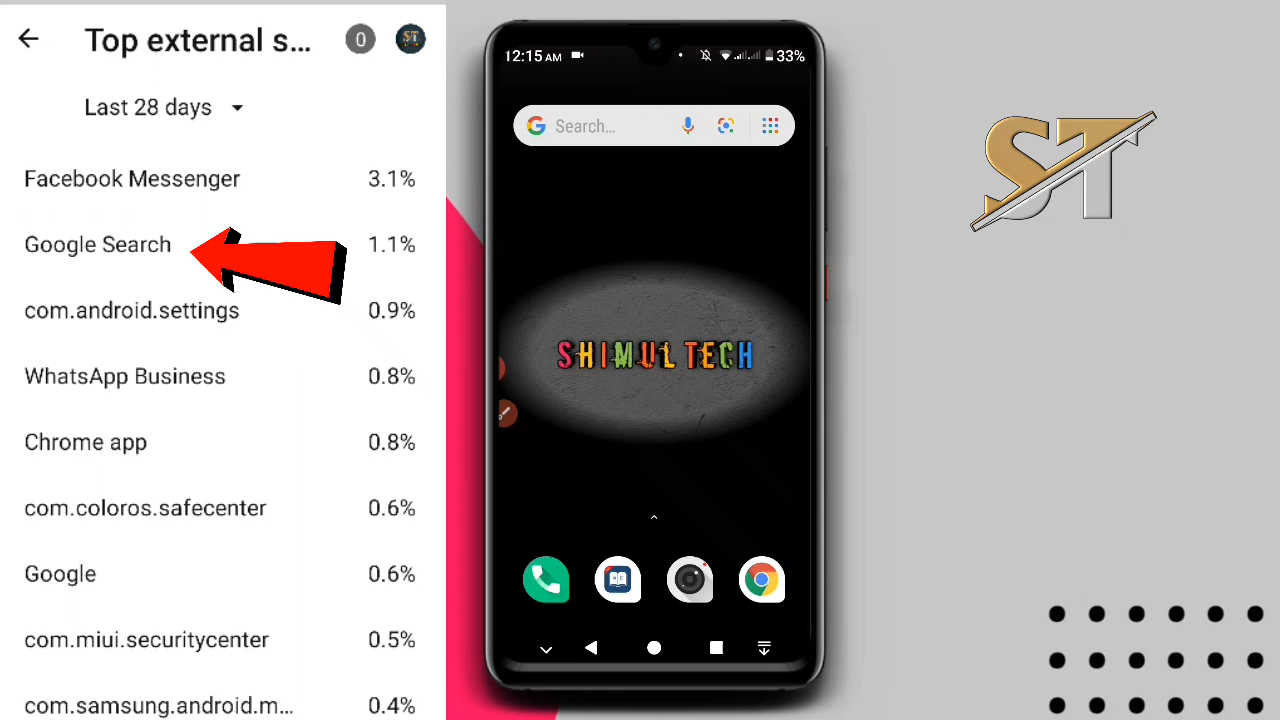 Top external s...
0
ST
Last 28 days
Facebook Messenger 3.1%
Google Search 1.1%
com.android.settings 0.9%
WhatsApp Business 0.8%
Chrome app 0.8%
com.coloros.safecenter 0.6%
Google 0.6%
com.miui.securitycenter 0.5%
com.samsung.android.m... 0.4%
12:15 AM
33%
G
Search...
SHIMUL TECH
ST